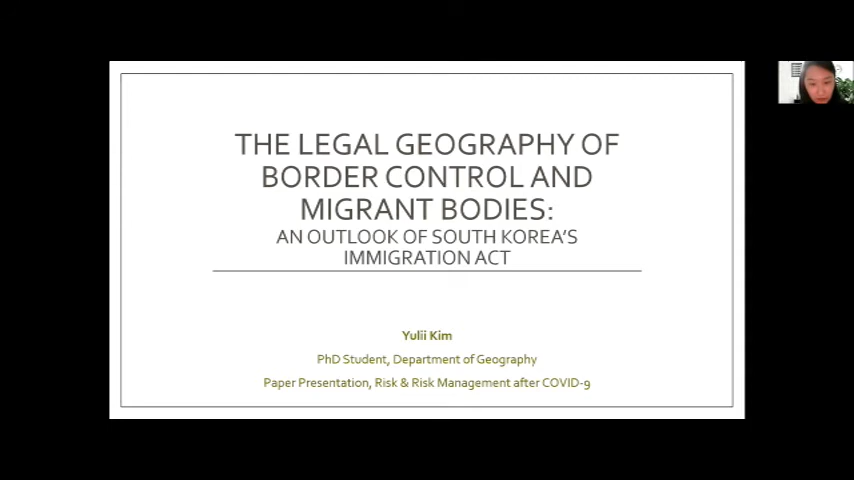 THE LEGAL GEOGRAPHY OF
BORDER CONTROL AND
MIGRANT BODIES:
AN OUTLOOK OF SOUTH KOREA'S
IMMIGRATION ACT
Yulii Kim
PhD Student, Department of Geography
Paper Presentation, Risk & Risk Management after COVID-9